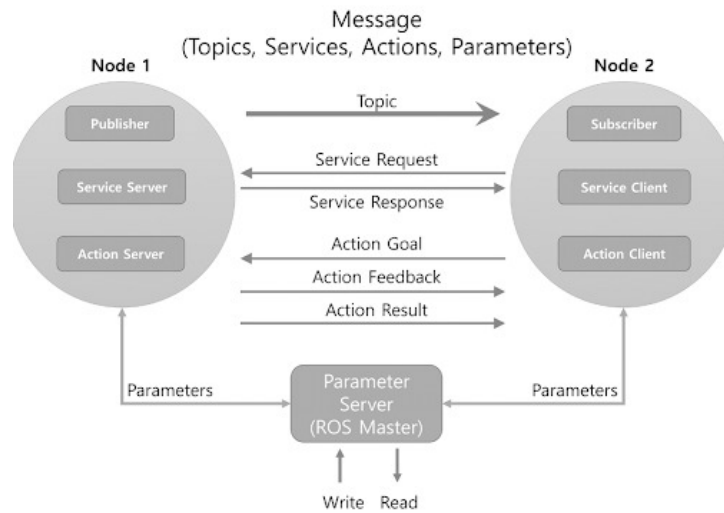 Message
(Topics, Services, Actions, Parameters)
Node 1
Node 2
Publisher
Topic
Subscriber
Service Request
Service Server
Service Client
Service Response
Action Goal
Action Server
Action Client
Action Feedback
Action Result
Parameters
Parameter
Server
(ROS Master)
Parameters
Write
Read